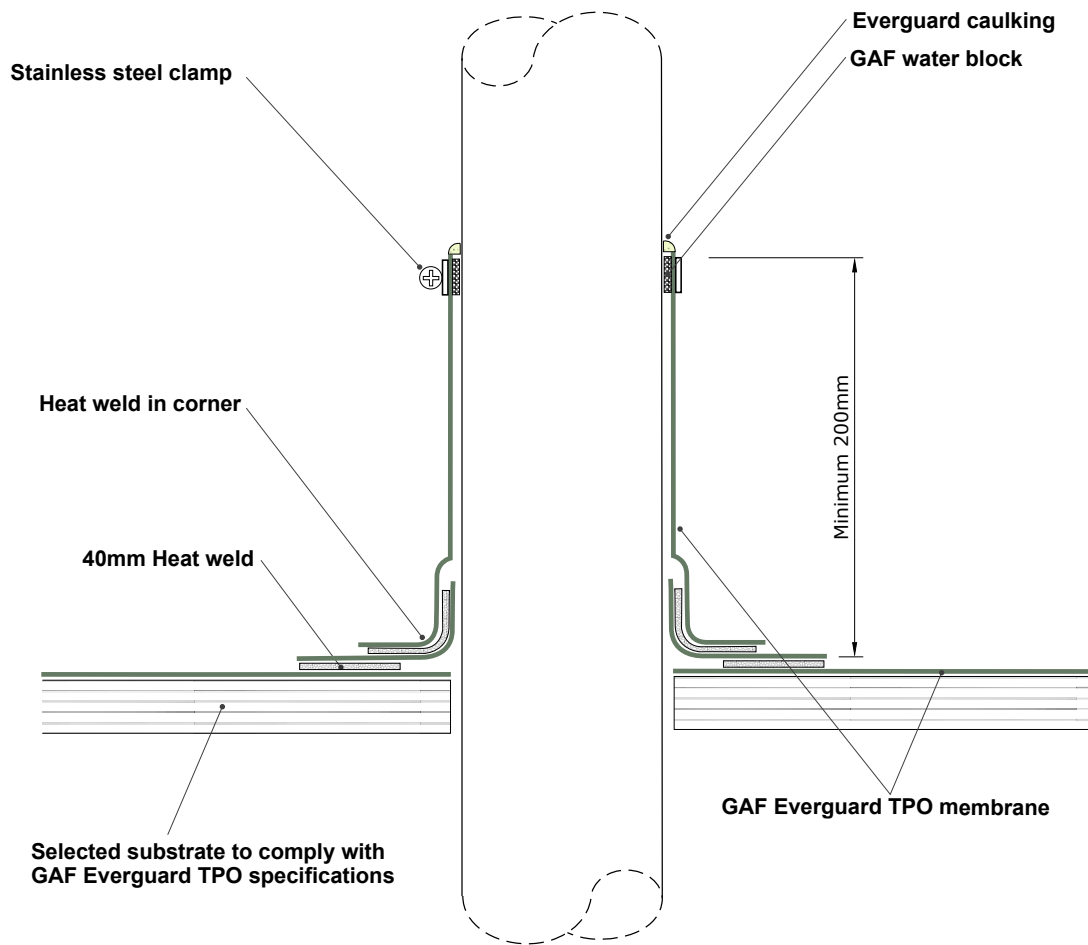 Everguard caulking
GAF water block
Stainless steel clamp
Heat weld in corner
Minimum 200mm
40mm Heat weld
GAF Everguard TPO membrane
Selected substrate to comply with
GAF Everguard TPO specifications